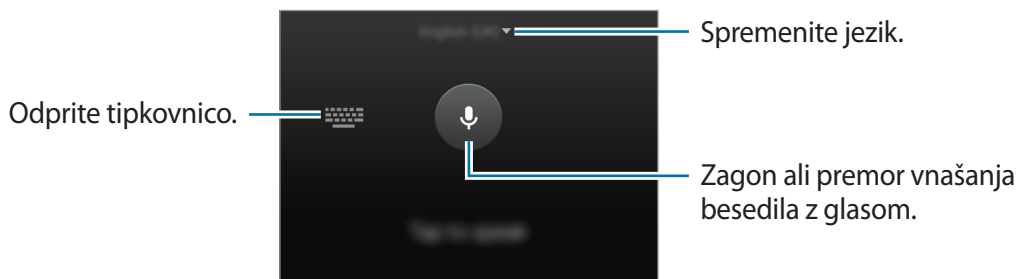 Spremenite jezik.
Odprite tipkovnico.
Zagon ali premor vnašanja
besedila z glasom.